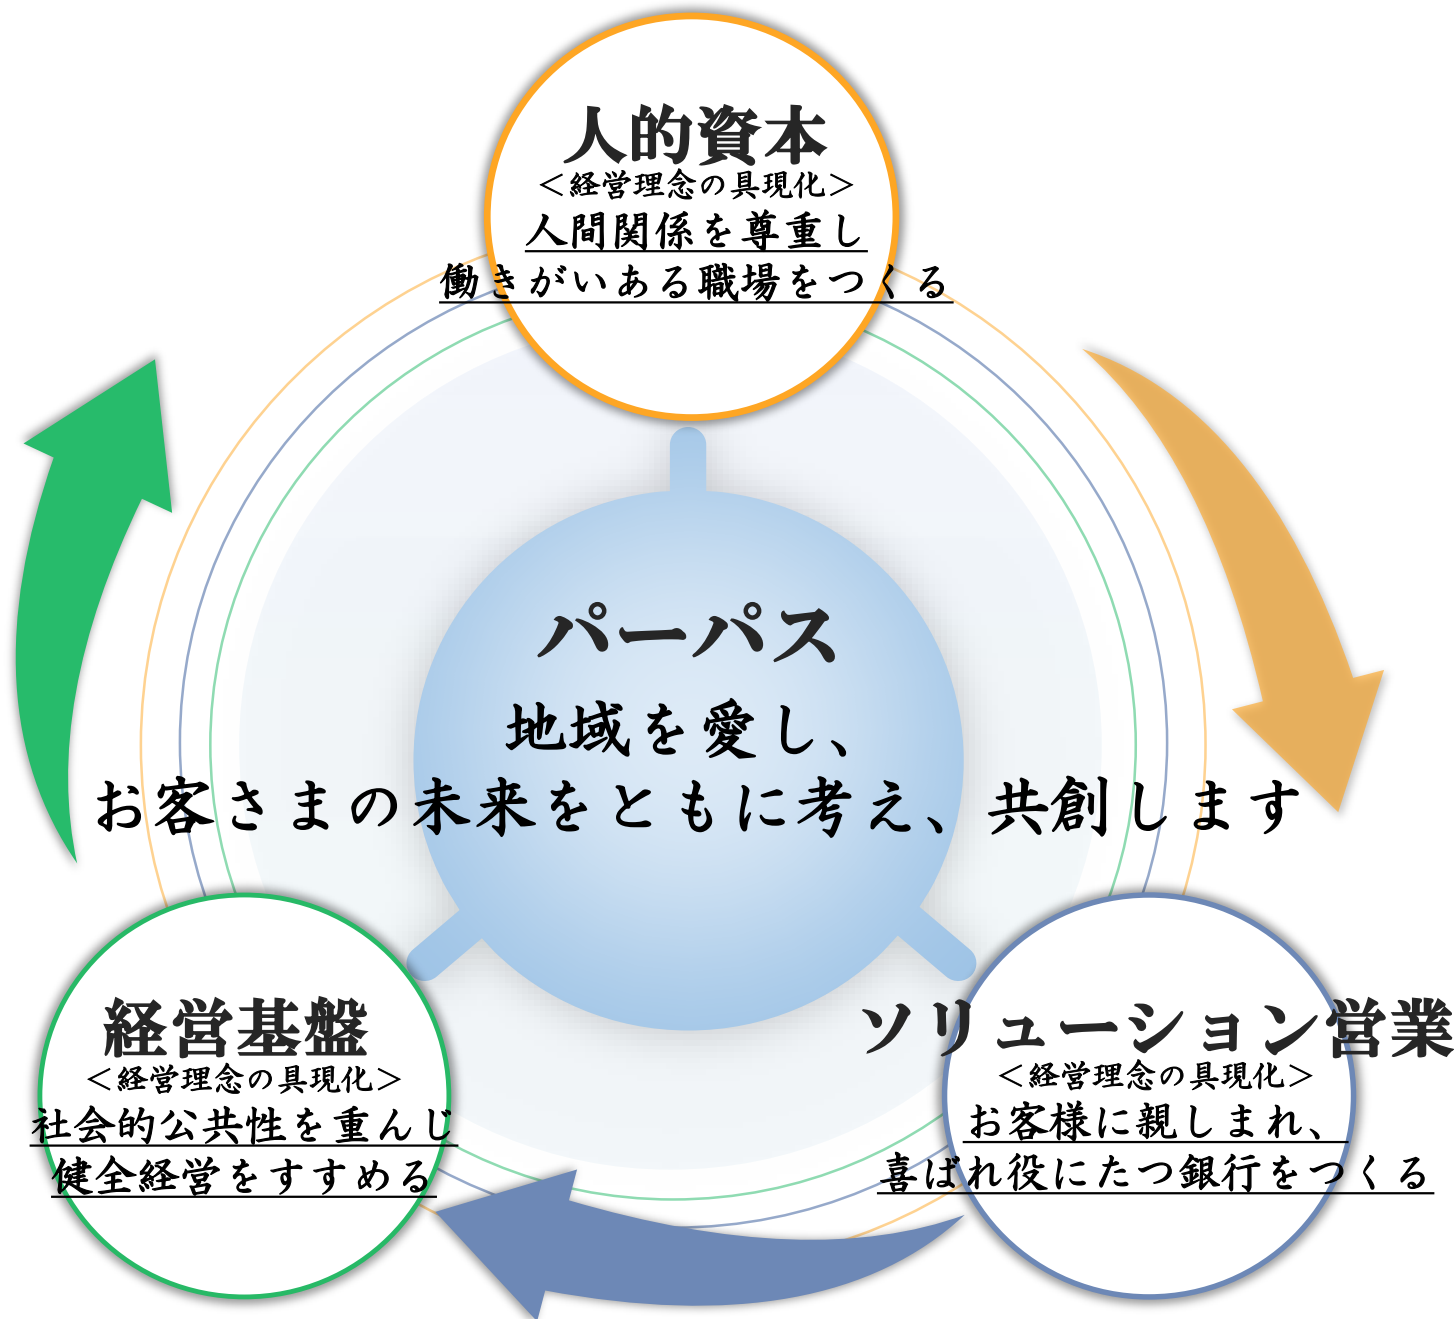 人的資本
＜経営理念の具現化＞
人間関係を尊重し
働きがいある職場をつくる
パーパス
地域を愛し、
お客さまの未来をともに考え、共創します
経営基盤
＜経営理念の具現化＞
社会的公共性を重んじ
健全経営をすすめる
ソリューション営業
＜経営理念の具現化＞
お客様に親しまれ、
喜ばれ役にたつ銀行をつくる